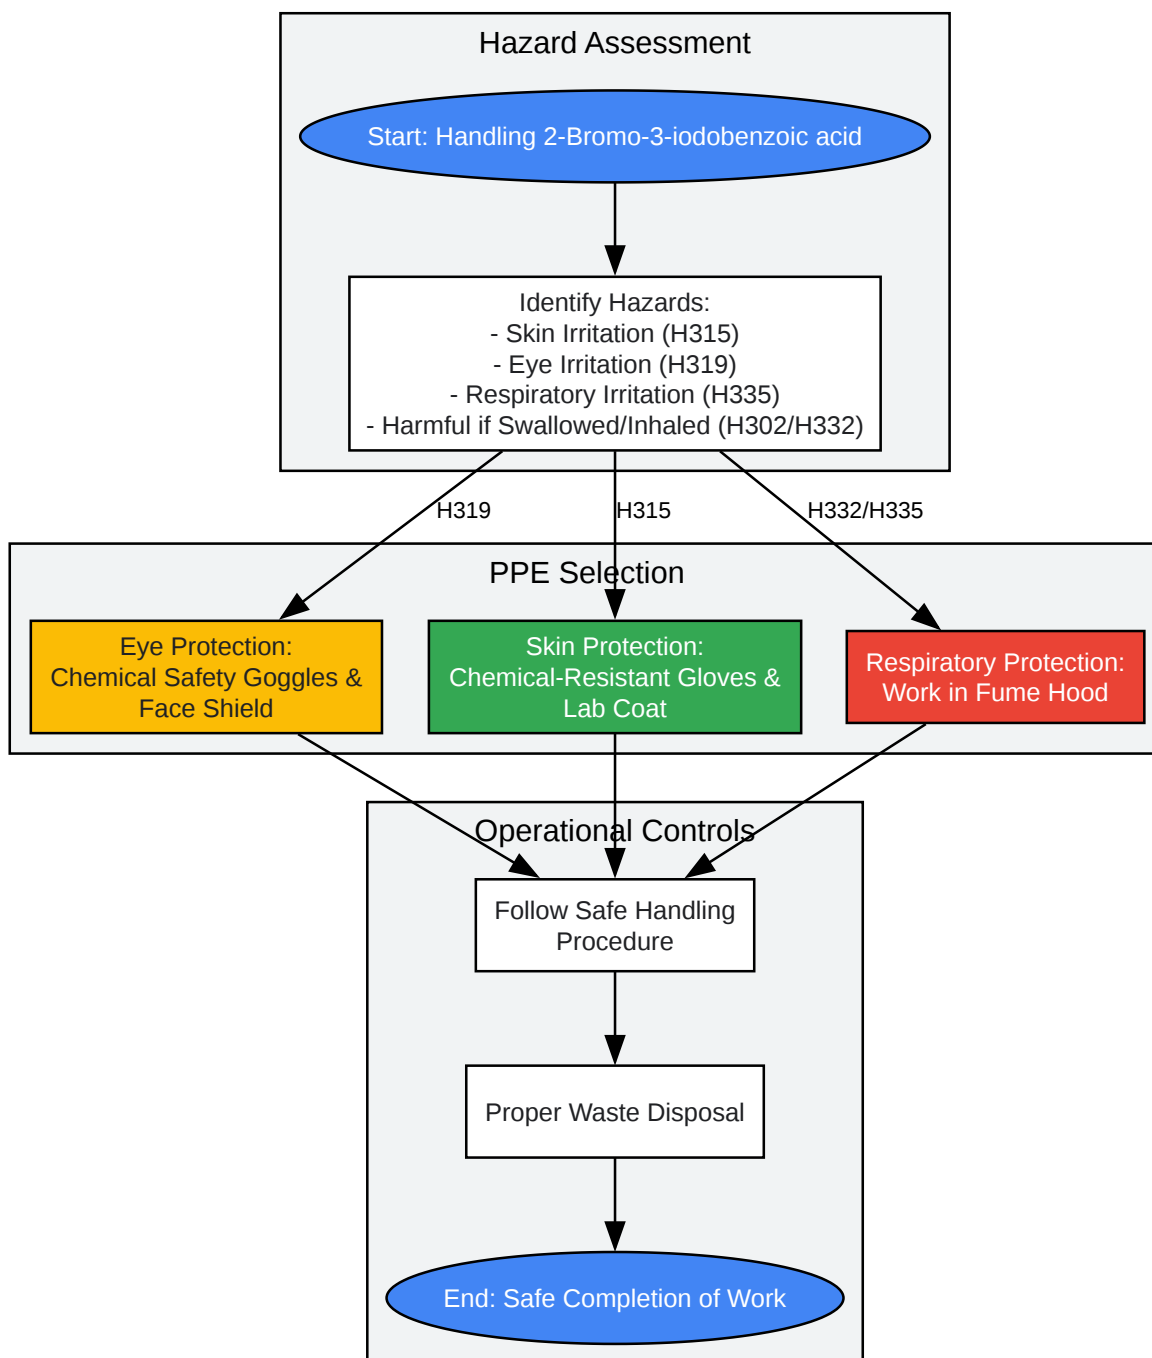 Hazard Assessment
Start: Handling 2-Bromo-3-iodobenzoic acid
Identify Hazards:
- Skin Irritation (H315)
- Eye Irritation (H319)
- Respiratory Irritation (H335)
- Harmful if Swallowed/Inhaled (H302/H332)
H319
H315
H332/H335
PPE Selection
Eye Protection:
Chemical Safety Goggles &
Face Shield
Skin Protection:
Chemical-Resistant Gloves &
Lab Coat
Respiratory Protection:
Work in Fume Hood
Operational Controls
Follow Safe Handling
Procedure
Proper Waste Disposal
End: Safe Completion of Work